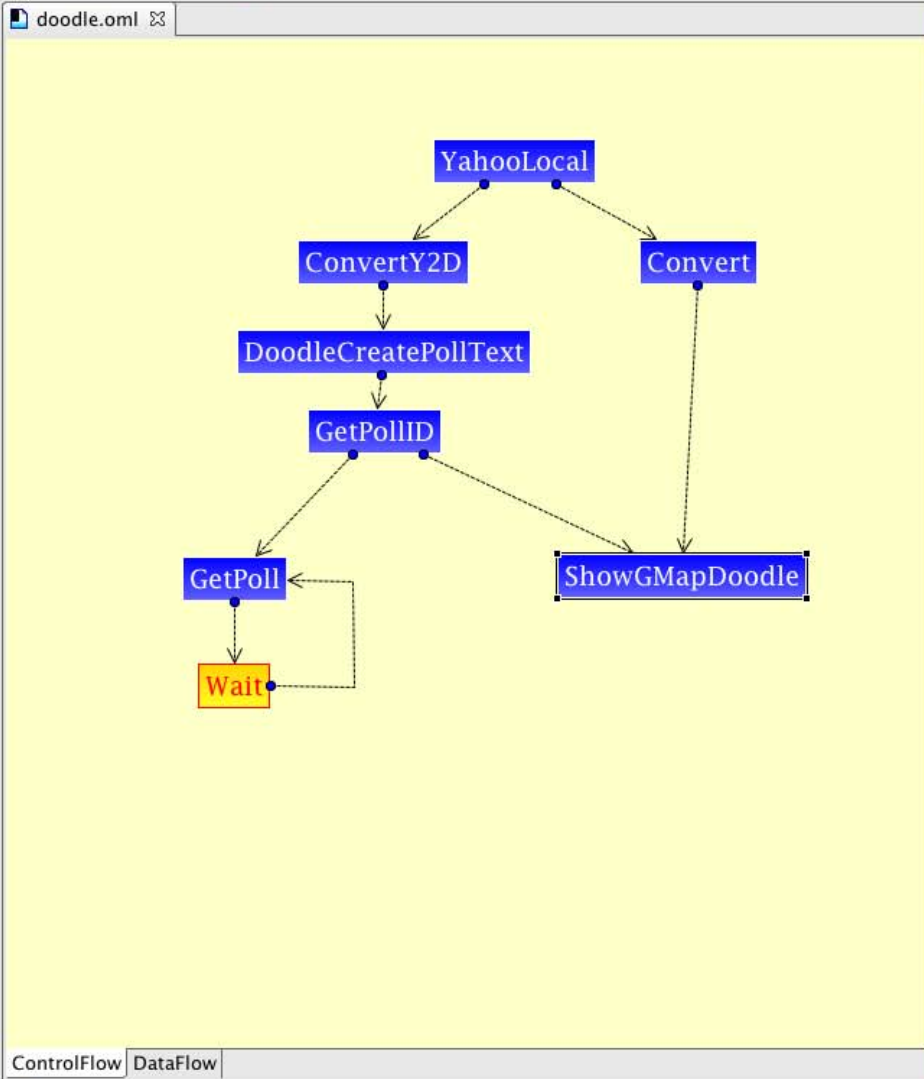 doodle.oml
YahooLocal
ConvertY2D
Convert
DoodleCreatePollText
GetPollID
GetPoll
ShowGMapDoodle
Wait
ControlFlow DataFlow